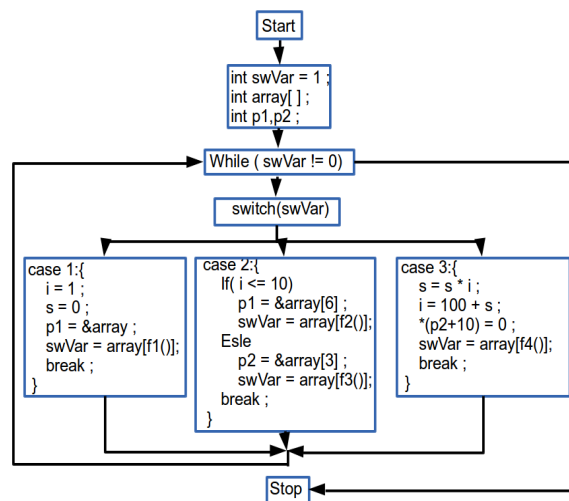 Start
int swVar = 1 ;
int array[ ] ;
int p1,p2 ;
While ( swVar != 0)
switch(swVar)
case 1:{
i = 1 ;
s = 0 ;
p1 = &array ;
swVar = array[f1()];
break ;
}
case 2:{
If( i <= 10)
p1 = &array[6] ;
swVar = array[f2()];
Esle
p2 = &array[3] ;
swVar = array[f3()];
break ;
}
case 3:{
s = s * i ;
i = 100 + s ;
*(p2+10) = 0 ;
swVar = array[f4()];
break ;
}
Stop